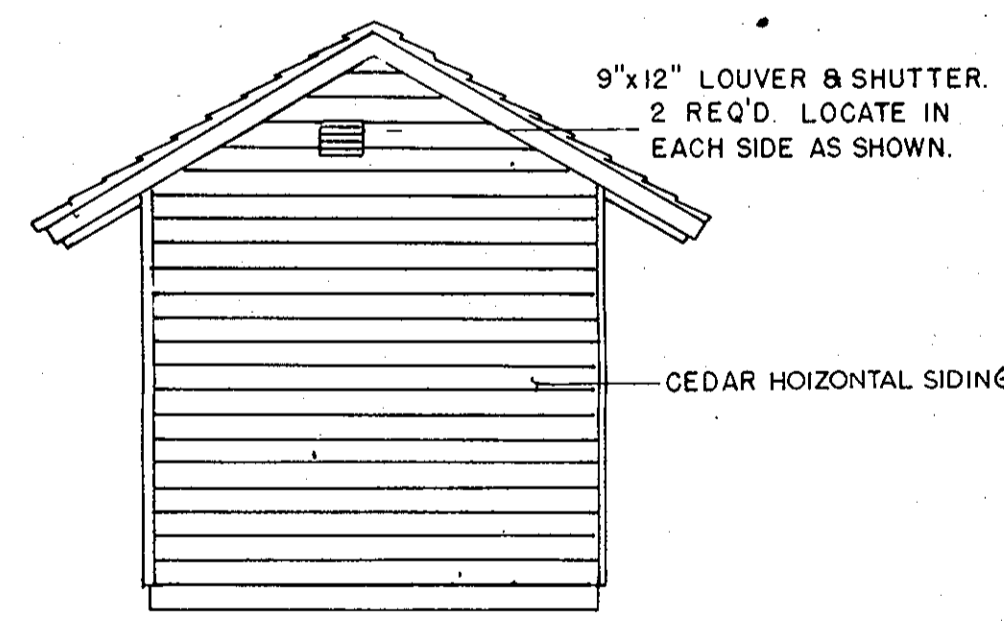 9"x12" LOUVER & SHUTTER.
2 REQ'D. LOCATE IN
EACH SIDE AS SHOWN.
CEDAR HOIZONTAL SIDING